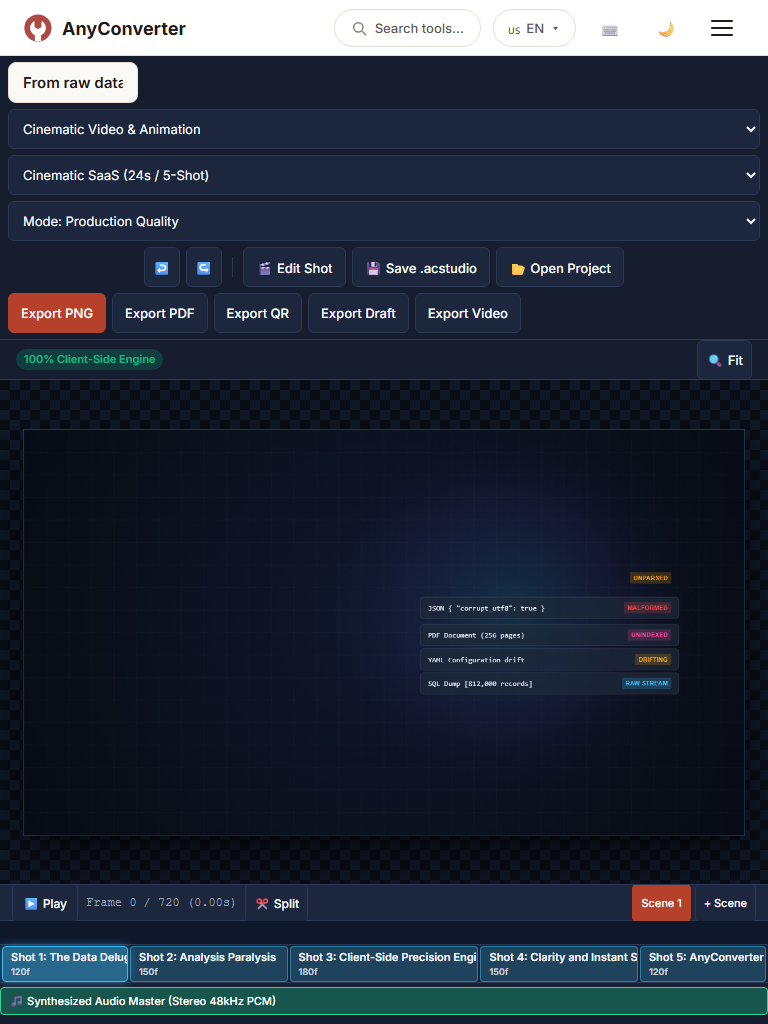 AnyConverter
Search tools...
US EN
From raw data
Cinematic Video & Animation
Cinematic SaaS (24s / 5-Shot)
Mode: Production Quality
Edit Shot
Save .acstudio
Open Project
Export PNG
Export PDF
Export QR
Export Draft
Export Video
100% Client-Side Engine
Fit
UNPARSED
JSON { "corrupt_utf8": true }
MALFORMED
PDF Document (256 pages)
UNINDEXED
YAML Configuration drift
DRIFTING
SQL Dump [812,000 records]
RAW STREAM
Play
Frame 0 / 720 (0.00s)
Split
Scene 1
+ Scene
Shot 1: The Data Delug
120f
Shot 2: Analysis Paralysis
150f
Shot 3: Client-Side Precision Engi
180f
Shot 4: Clarity and Instant S
150f
Shot 5: AnyConverter
120f
Synthesized Audio Master (Stereo 48kHz PCM)